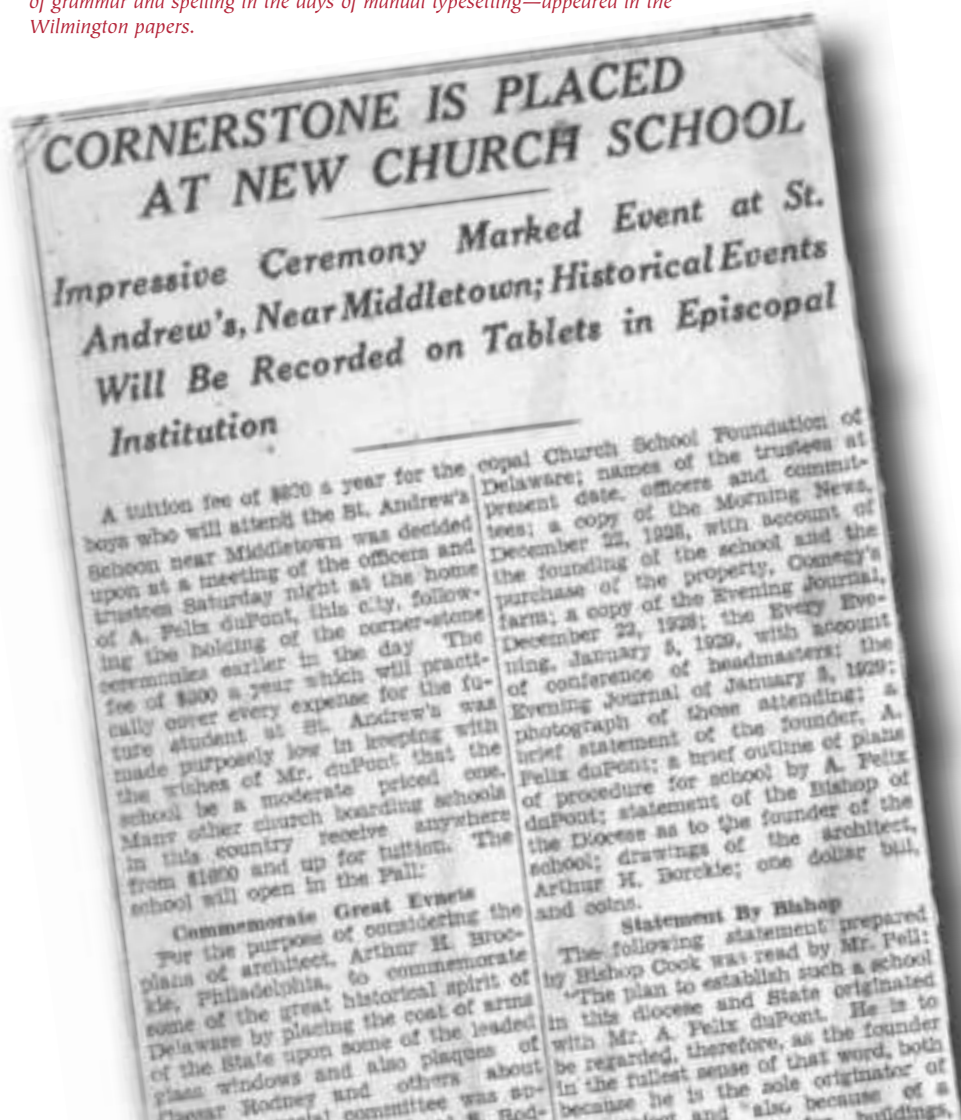 of grammar and spelling in the days of manual typesetting—appeared in the
Wilmington papers.
CORNERSTONE IS PLACED
AT NEW CHURCH SCHOOL
Impressive Ceremony Marked Event at St.
Andrew's, Near Middletown; Historical Events
Will Be Recorded on Tablets in Episcopal
Institution
A tuition fee of a year for the
boys who will attend the St. Andrew's
Schoon near Middletown was decided
upon at a meeting of the officers and
trustees Saturday night at the home
of A. Felix duPont, this city, follow-
ing the holding of the corner-stone
ceremonies earlier in the day The
fee of a year which will practi-
cally cover every expense for the fu-
ture student at St. Andrew's was
made purposely low in keeping with
the wishes of Mr. duPont that the
school be a moderate priced one.
Many other church boarding schools
in this country receive anywhere
from and up for tuition. The
school will open in the Fall.
Commemorate Great Events
For the purpose of considering the
plans of architect, Arthur H. Broc-
kie, Philadelphia, to commemorate
some of the great historical spirit of
Delaware by placing the coat of arms
of the State upon some of the leaded
glass windows and also plaques of
Caesar Rodney and others about
committee was ap-
Rod-
copal Church School Foundation of
Delaware; names of the trustees at
present date, officers and commit-
tees; a copy of the Morning News,
December 22, 1928, with account of
the founding of the school and the
purchase of the property, Comegy's
farm; a copy of the Evening Journal,
December 22, 1928; the Every Eve-
ning, January 5, 1929, with account
of conference of headmasters; the
Evening Journal of January 5, 1929;
photograph of those attending; a
brief statement of the founder, A.
Felix duPont; a brief outline of plans
of procedure for school by A. Felix
duPont; statement of the Bishop of
the Diocese as to the founder of the
school; drawings of the architect,
Arthur H. Borckie; one dollar bill,
and coins.
Statement By Bishop
The following statement prepared
by Bishop Cook was read by Mr. Pell:
"The plan to establish such a school
in this diocese and State originated
with Mr. A. Felix duPont. He is to
be regarded, therefore, as the founder
in the fullest sense of that word, both
because he is the sole originator of
and also, because of a